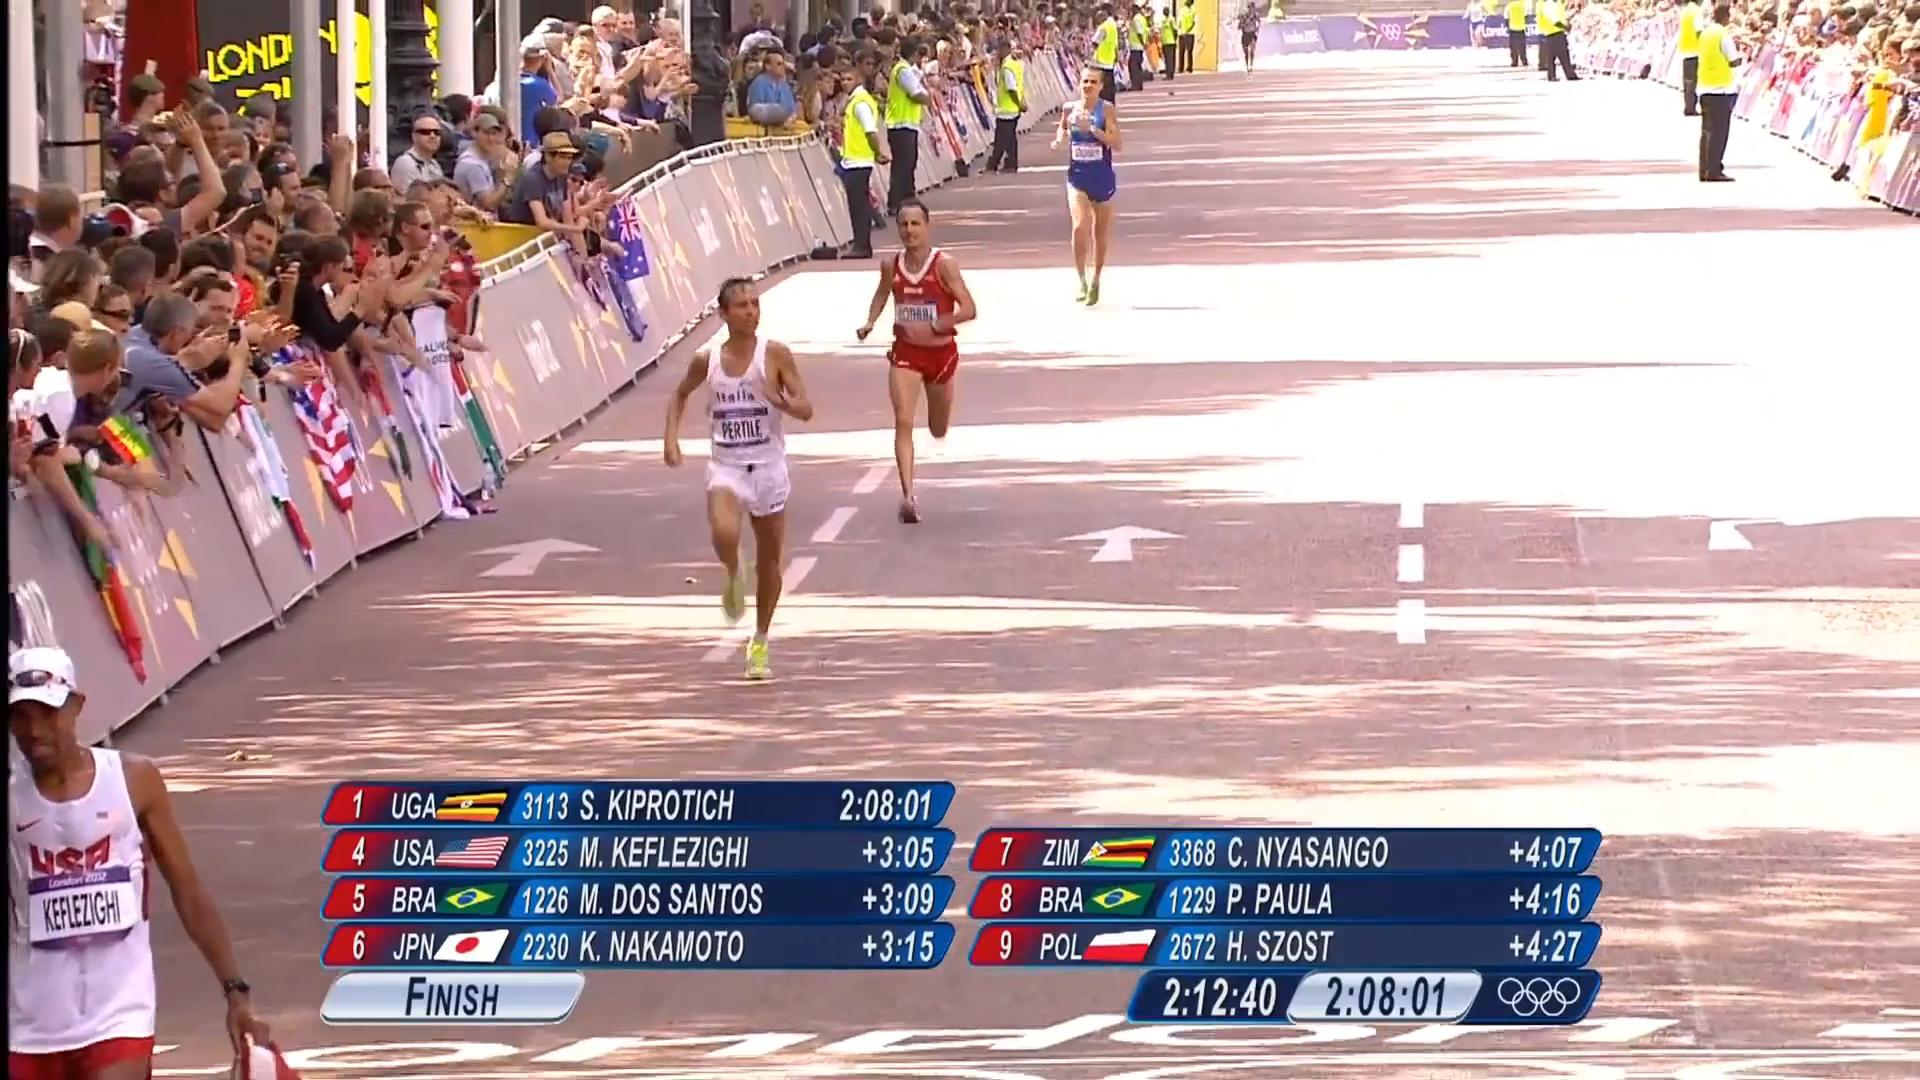 LONDON
Italia
PERTILE
USA
London 2012
KEFLEZIGHI
1 UGA 3113 S. KIPROTICH 2:08:01
4 USA 3225 M. KEFLEZIGHI +3:05
5 BRA 1226 M. DOS SANTOS +3:09
6 JPN 2230 K. NAKAMOTO +3:15
7 ZIM 3368 C. NYASANGO +4:07
8 BRA 1229 P. PAULA +4:16
9 POL 2672 H. SZOST +4:27
FINISH
2:12:40 2:08:01